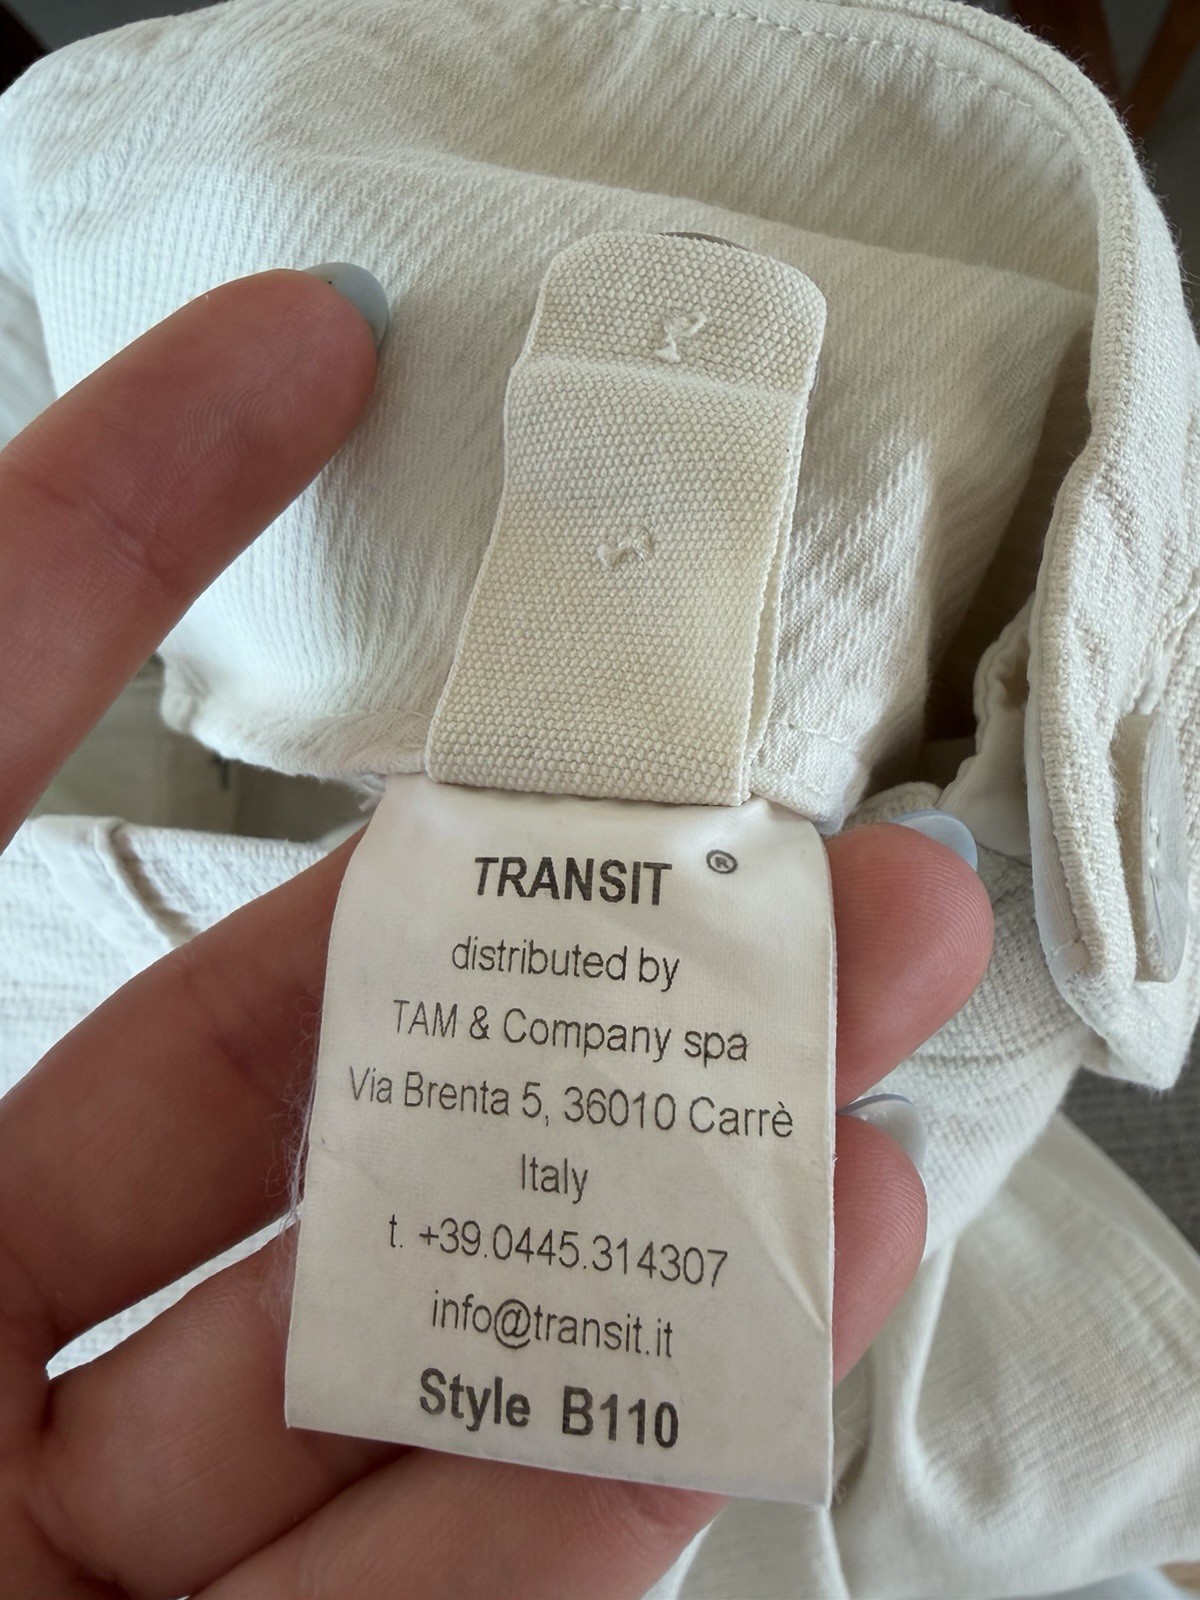 TRANSIT ®
distributed by
TAM & Company spa
Via Brenta 5, 36010 Carrè
Italy
t. +39.0445.314307
info@transit.it
Style B110